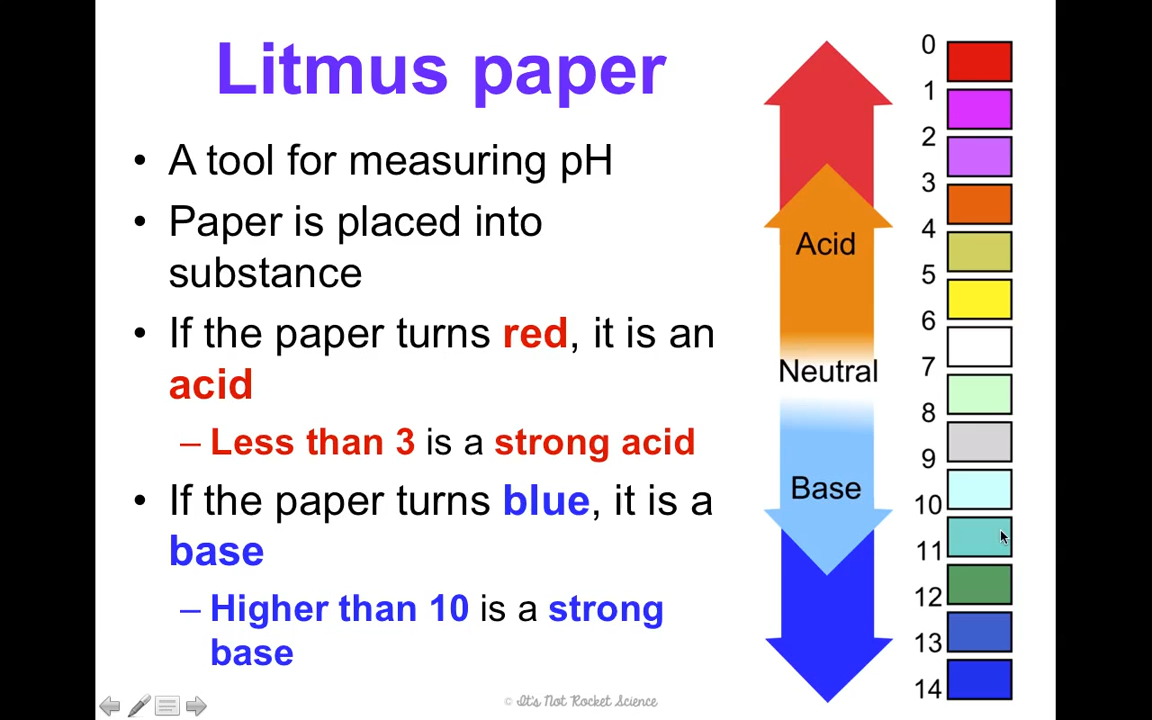 Litmus paper
• A tool for measuring pH
• Paper is placed into
substance
• If the paper turns red, it is an
acid
– Less than 3 is a strong acid
• If the paper turns blue, it is a
base
– Higher than 10 is a strong
base
Acid
Neutral
Base
0
1
2
3
4
5
6
7
8
9
10
11
12
13
14
© It's Not Rocket Science